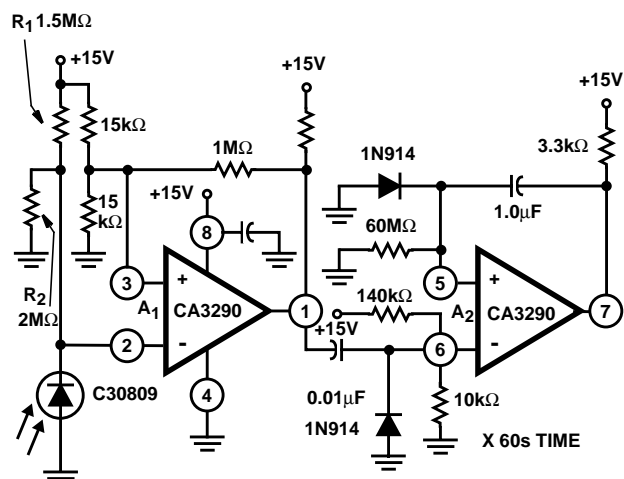 R1 1.5MΩ
+15V
+15V
15kΩ
1MΩ
15
kΩ
+15V
8
3
+
A1
CA3290
1
R2
2MΩ
2
-
C30809
4
+15V
3.3kΩ
1N914
1.0μF
60MΩ
5
+
A2
CA3290
7
140kΩ
+15V
6
-
0.01μF
1N914
10kΩ
X 60s TIME